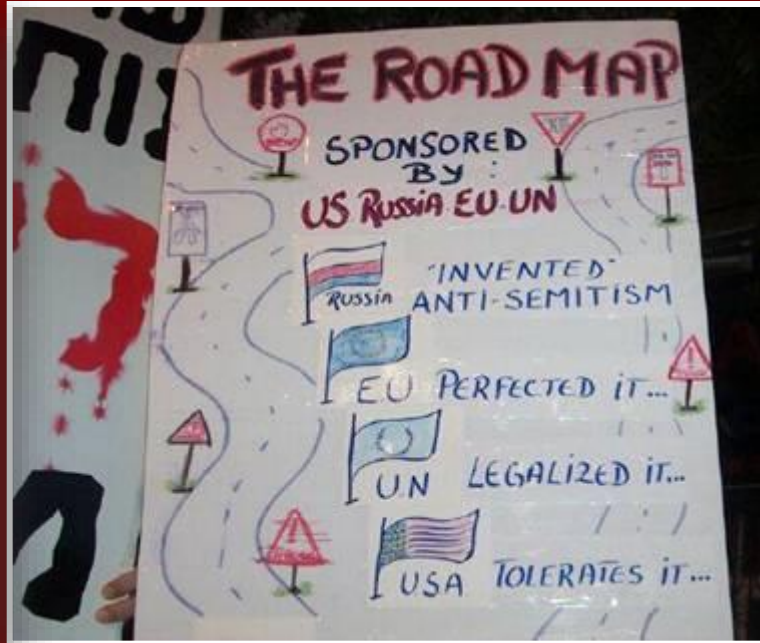 THE ROAD MAP
SPONSORED
BY :
US RUSSIA EU UN
RUSSIA "INVENTED"
ANTI-SEMITISM
EU PERFECTED IT...
UN LEGALIZED IT...
USA TOLERATES IT...